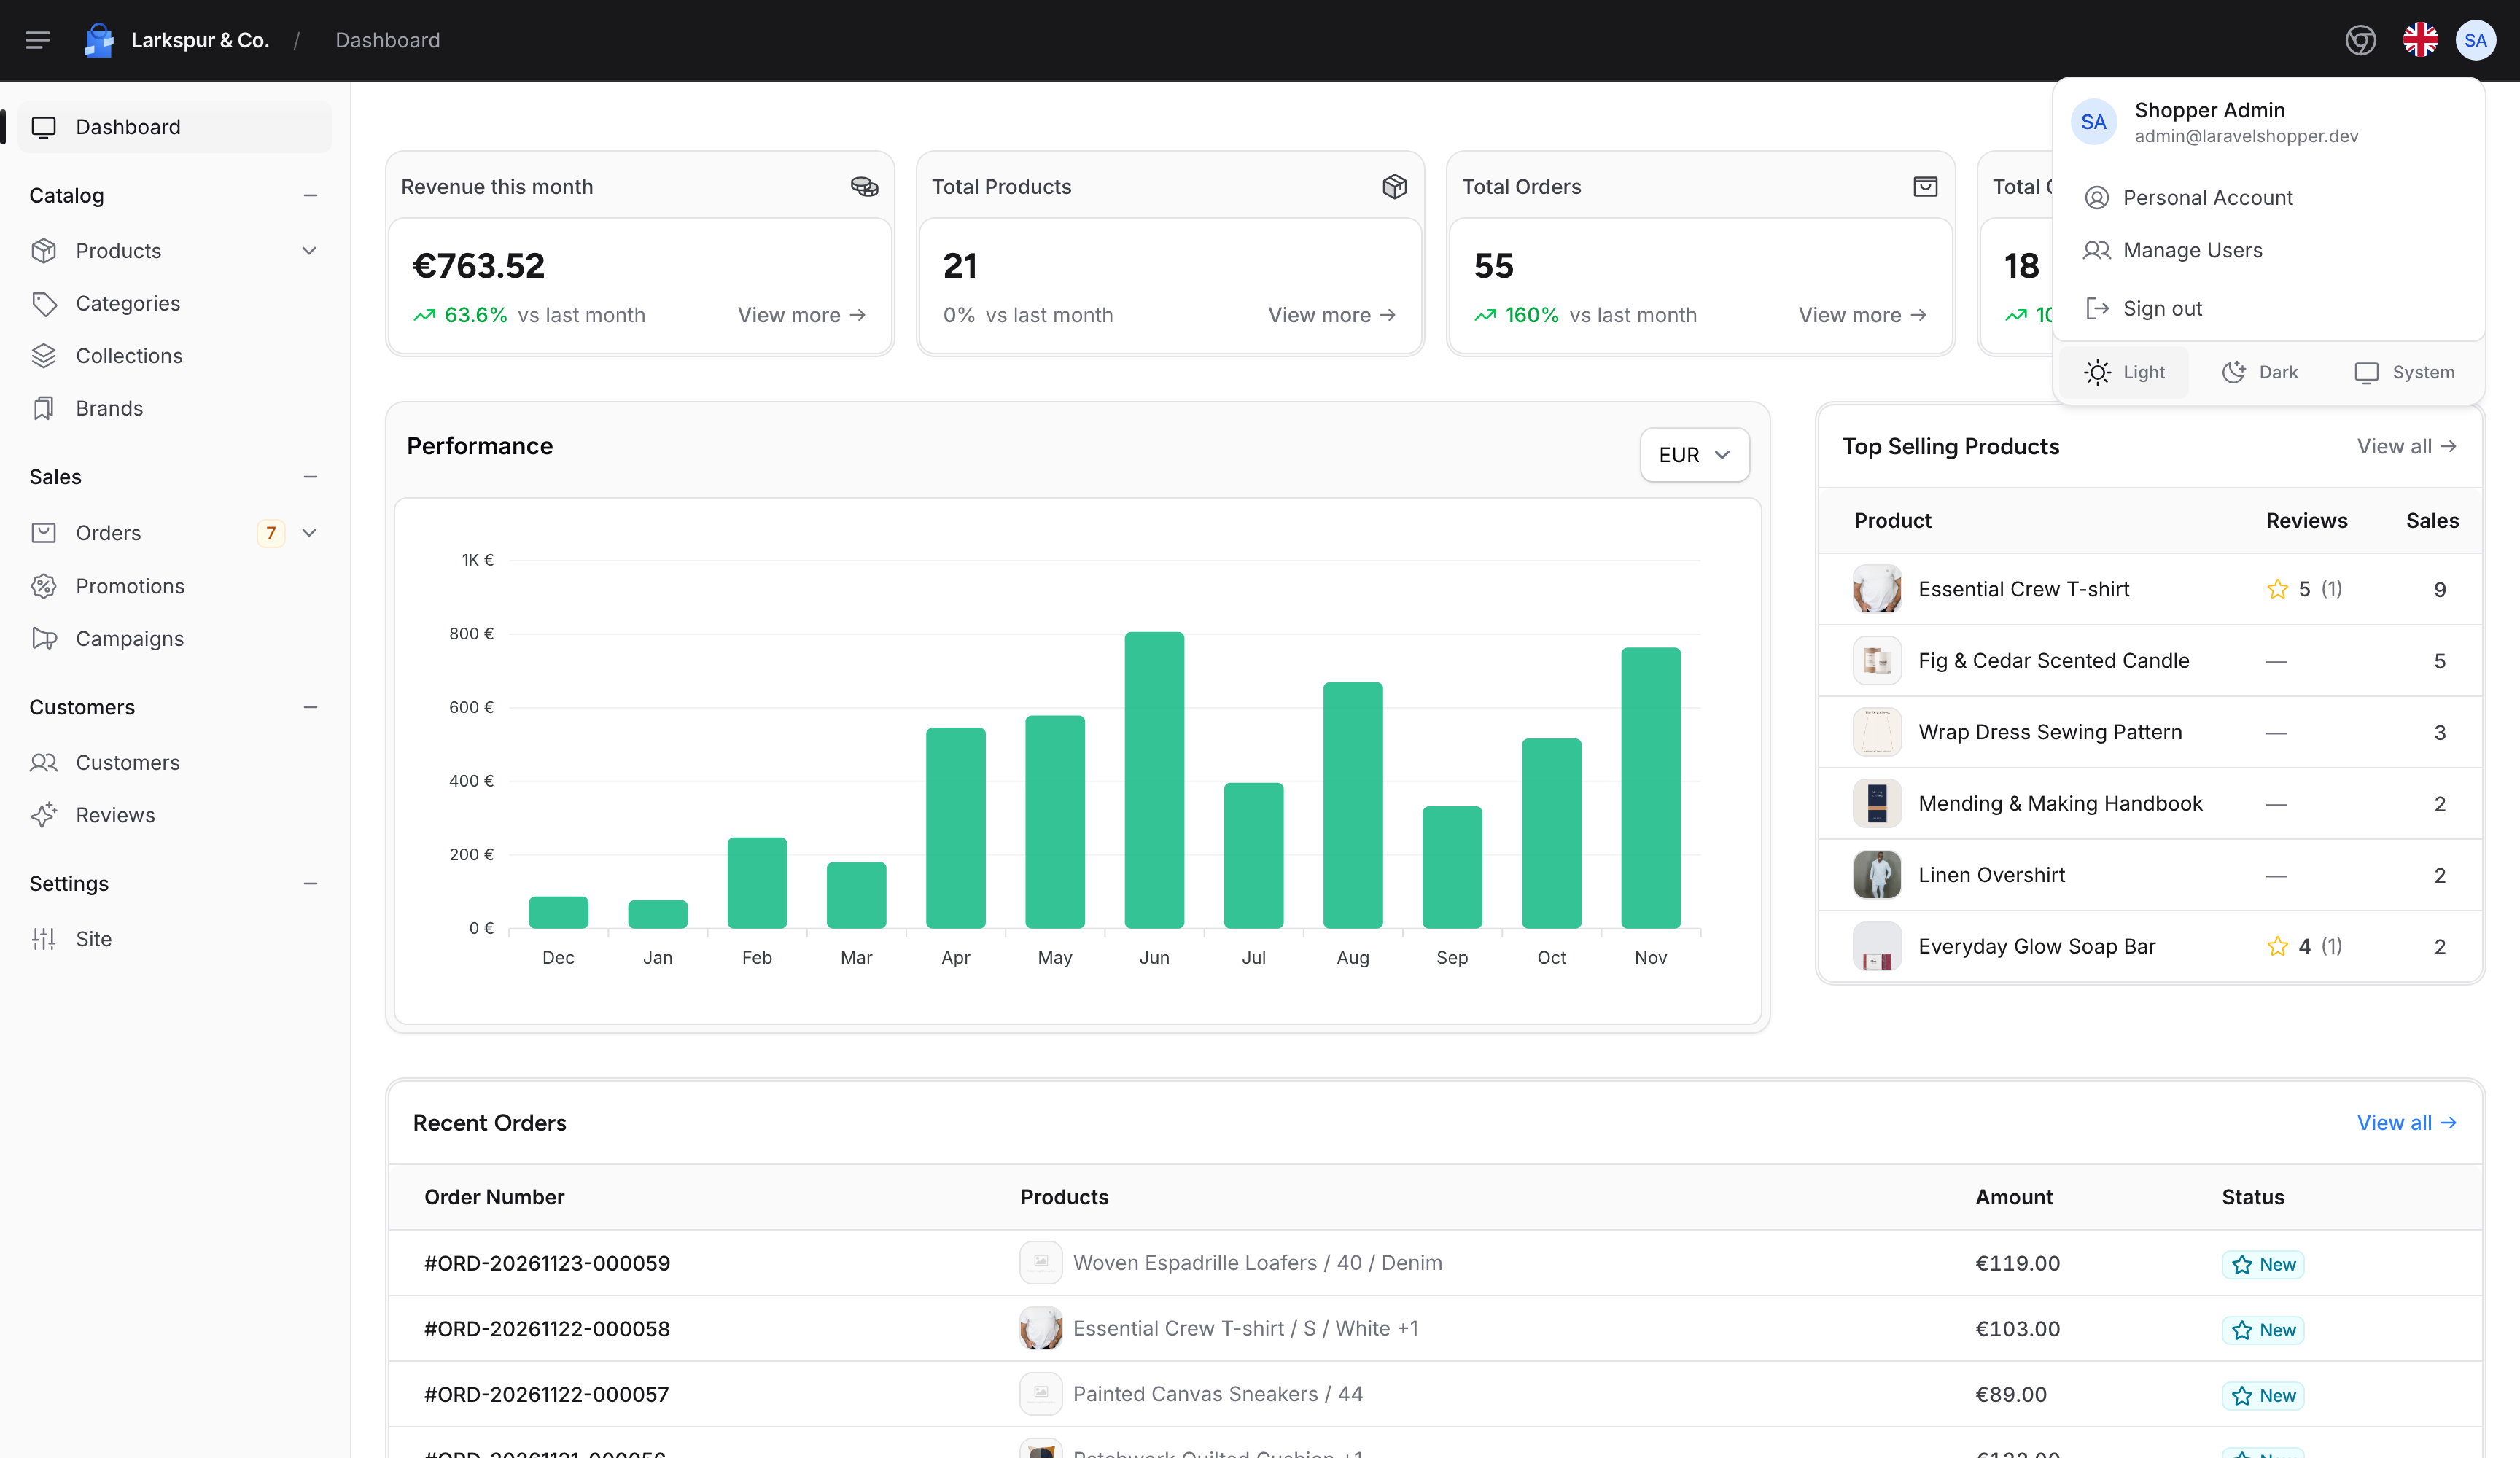 Larkspur & Co. / Dashboard
SA
Dashboard
Catalog
Products
Categories
Collections
Brands
Sales
Orders 7
Promotions
Campaigns
Customers
Customers
Reviews
Settings
Site
Revenue this month
€763.52
63.6% vs last month View more
Total Products
21
0% vs last month View more
Total Orders
55
160% vs last month View more
Total
18
SA
Shopper Admin
admin@laravelshopper.dev
Personal Account
Manage Users
Sign out
Light Dark System
Performance
EUR
1K €
800 €
600 €
400 €
200 €
0 €
Dec Jan Feb Mar Apr May Jun Jul Aug Sep Oct Nov
Top Selling Products View all
Product Reviews Sales
Essential Crew T-shirt 5 (1) 9
Fig & Cedar Scented Candle — 5
Wrap Dress Sewing Pattern — 3
Mending & Making Handbook — 2
Linen Overshirt — 2
Everyday Glow Soap Bar 4 (1) 2
Recent Orders View all
Order Number Products Amount Status
#ORD-20261123-000059 Woven Espadrille Loafers / 40 / Denim €119.00 New
#ORD-20261122-000058 Essential Crew T-shirt / S / White +1 €103.00 New
#ORD-20261122-000057 Painted Canvas Sneakers / 44 €89.00 New